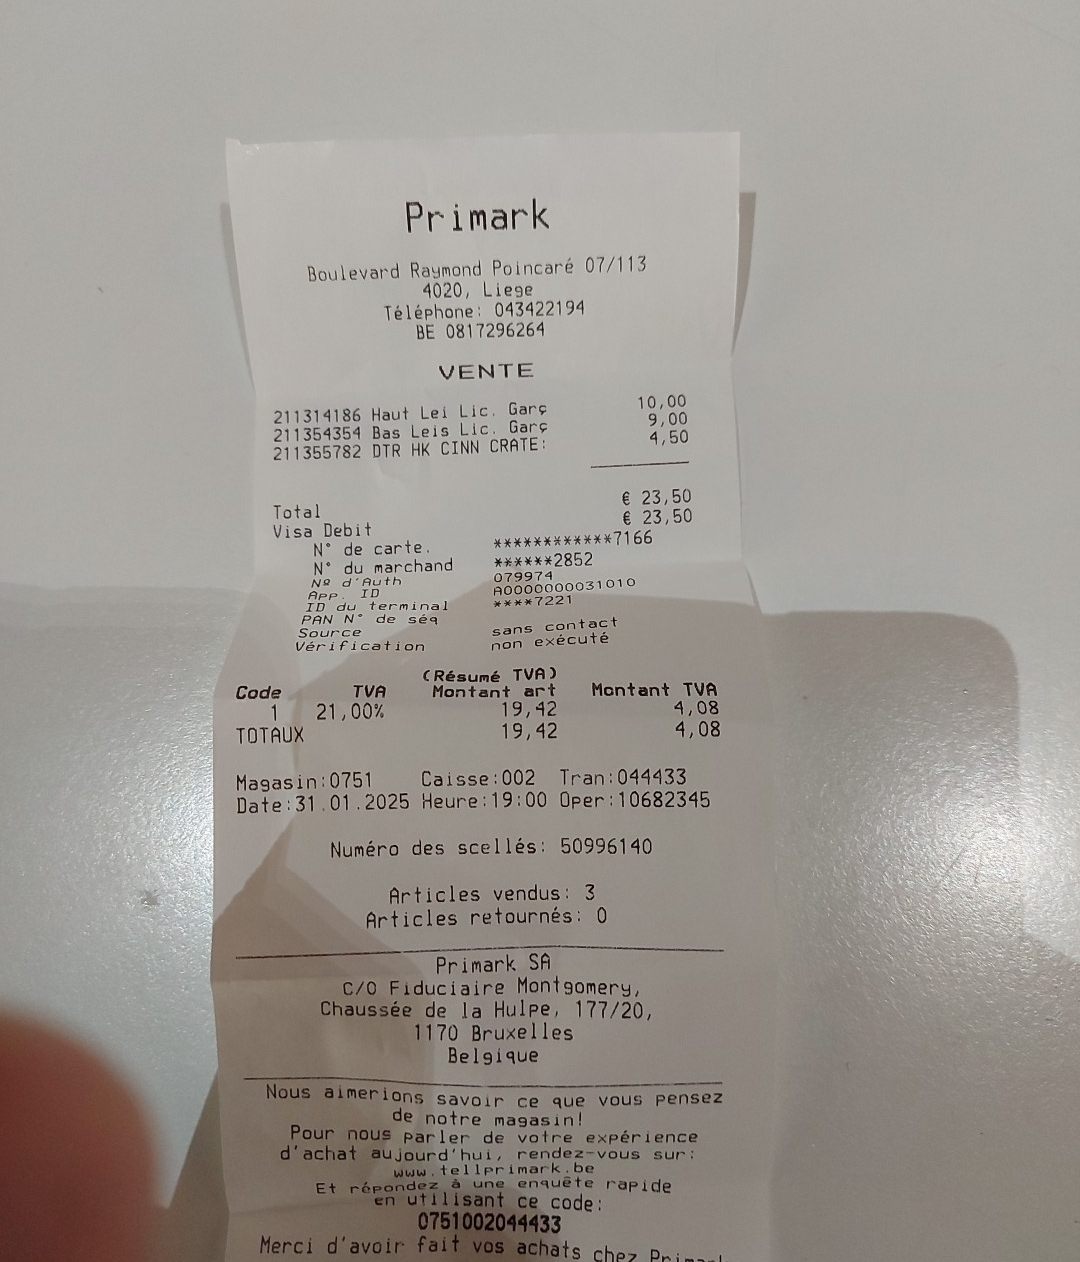 Primark
Boulevard Raymond Poincaré 07/113
4020, Liege
Téléphone: 043422194
BE 0817296264
VENTE
211314186 Haut Lei Lic. Garç 10,00
211354354 Bas Leis Lic. Garç 9,00
211355782 DTR HK CINN CRATE: 4,50
Total € 23,50
Visa Debit € 23,50
N° de carte. ************7166
N° du marchand ******2852
Nº d'Auth 079974
App. ID A0000000031010
ID du terminal ****7221
PAN N° de séq
Source sans contact
Vérification non exécuté
(Résumé TVA)
Code TVA Montant art Montant TVA
1 21,00% 19,42 4,08
TOTAUX 19,42 4,08
Magasin:0751 Caisse:002 Tran:044433
Date:31.01.2025 Heure:19:00 Oper:10682345
Numéro des scellés: 50996140
Articles vendus: 3
Articles retournés: 0
Primark SA
C/O Fiduciaire Montgomery,
Chaussée de la Hulpe, 177/20,
1170 Bruxelles
Belgique
Nous aimerions savoir ce que vous pensez
de notre magasin!
Pour nous parler de votre expérience
d'achat aujourd'hui, rendez-vous sur:
www.tellprimark.be
Et répondez à une enquête rapide
en utilisant ce code:
0751002044433
Merci d'avoir fait vos achats chez